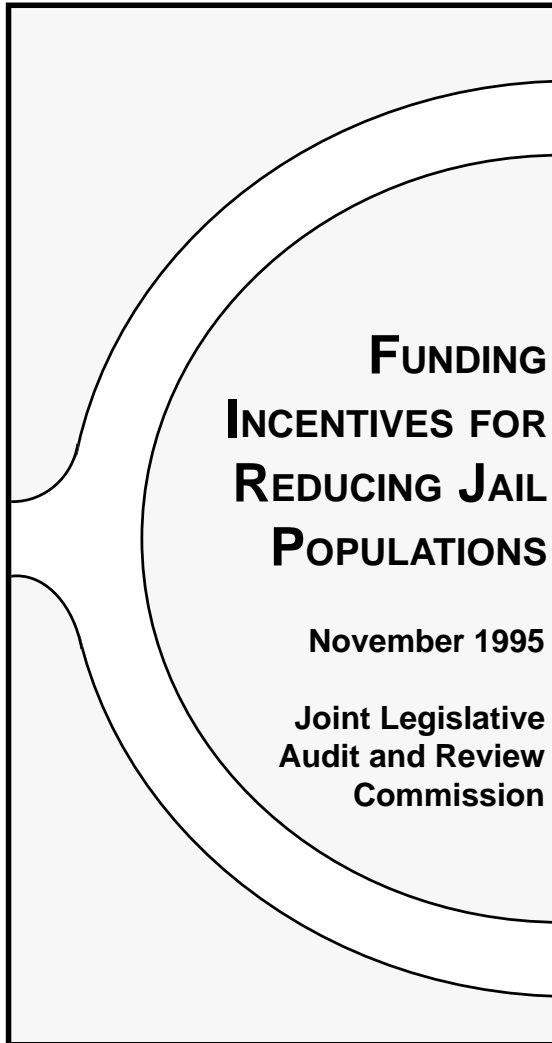 FUNDING
INCENTIVES FOR
REDUCING JAIL
POPULATIONS
November 1995
Joint Legislative
Audit and Review
Commission